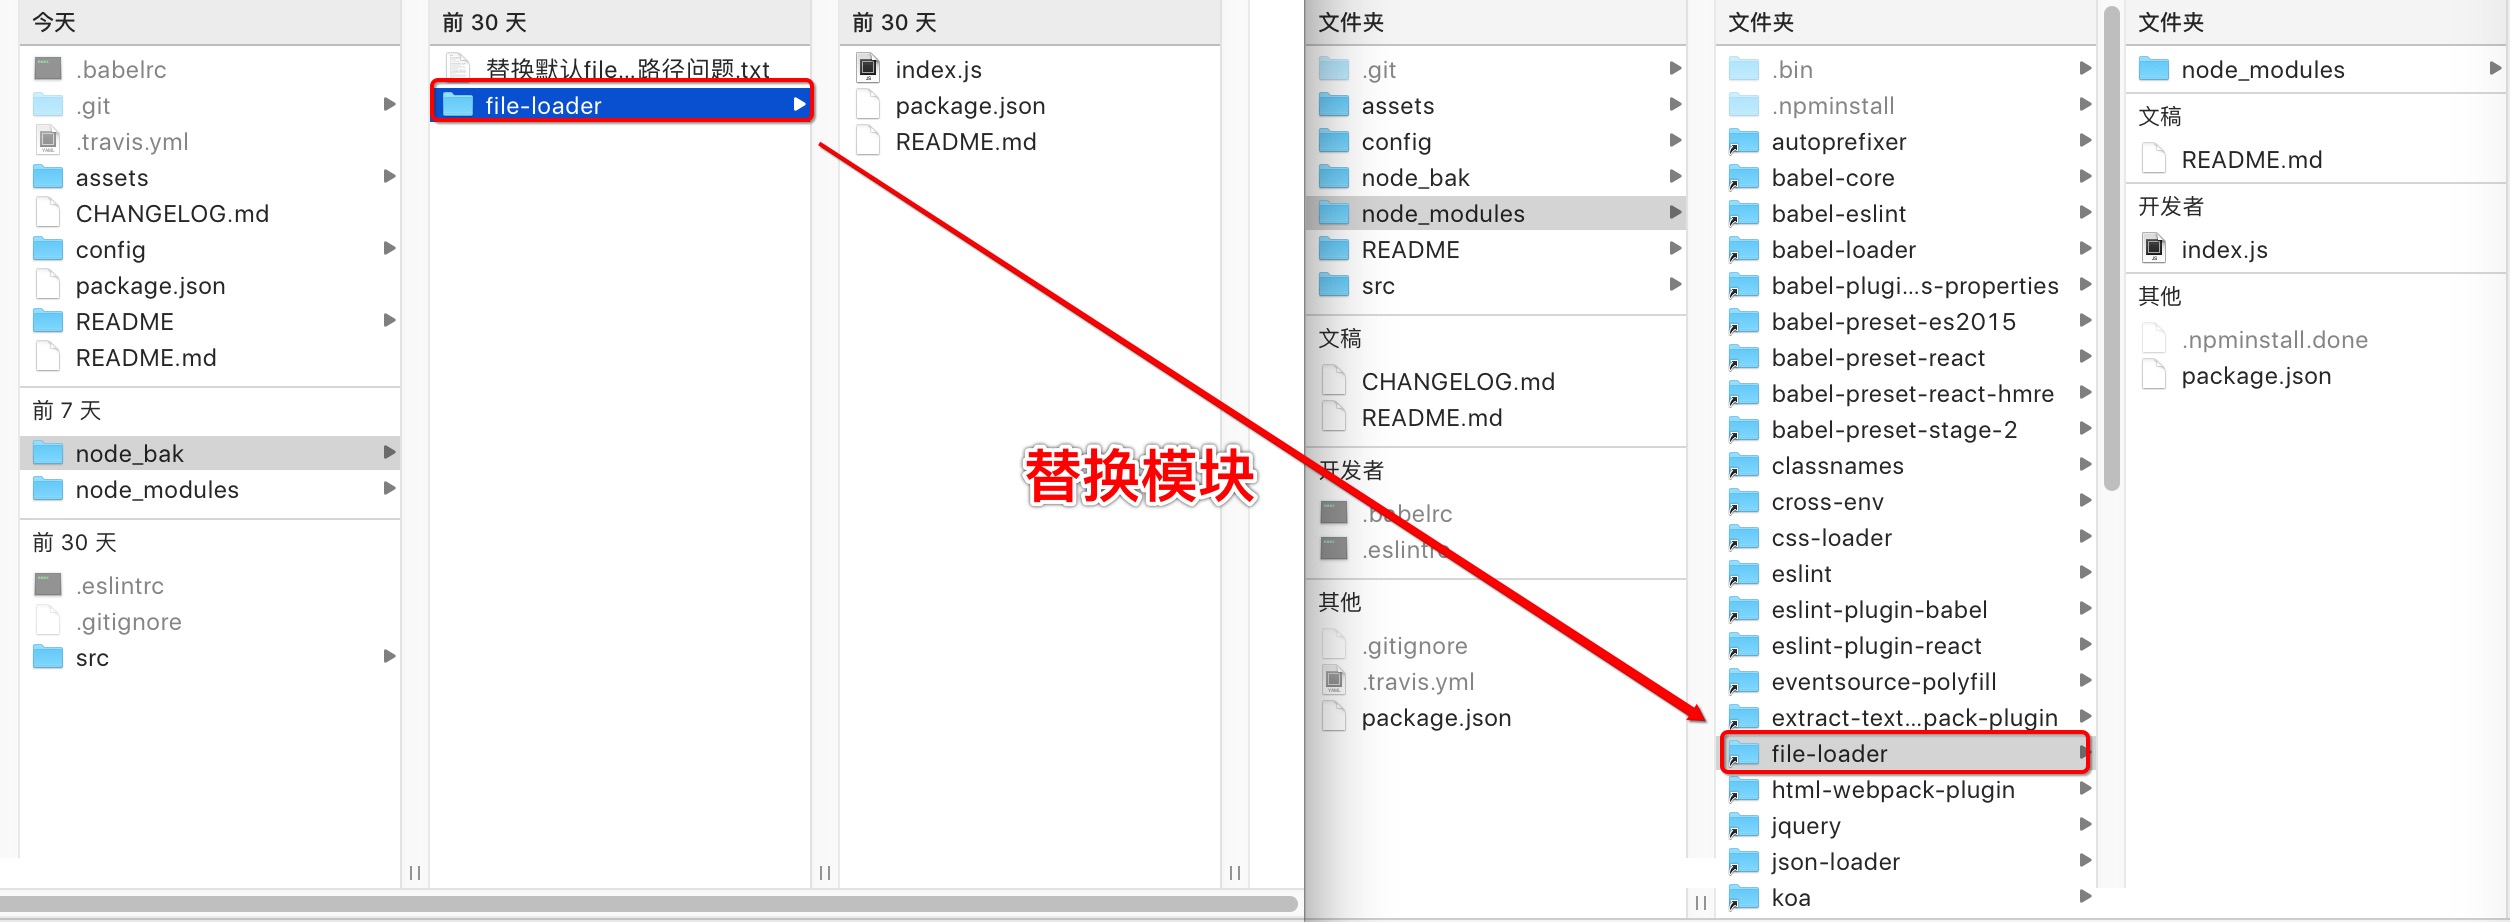 今天
.babelrc
.git
.travis.yml
assets
CHANGELOG.md
config
package.json
README
README.md
前 7 天
node_bak
node_modules
前 30 天
.eslintrc
.gitignore
src
前 30 天
替换默认file...路径问题.txt
file-loader
前 30 天
index.js
package.json
README.md
替换模块
文件夹
.git
assets
config
node_bak
node_modules
README
src
文稿
CHANGELOG.md
README.md
开发者
.babelrc
.eslintrc
其他
.gitignore
.travis.yml
package.json
文件夹
.bin
.npminstall
autoprefixer
babel-core
babel-eslint
babel-loader
babel-plugi...s-properties
babel-preset-es2015
babel-preset-react
babel-preset-react-hmre
babel-preset-stage-2
classnames
cross-env
css-loader
eslint
eslint-plugin-babel
eslint-plugin-react
eventsource-polyfill
extract-text...pack-plugin
file-loader
html-webpack-plugin
jquery
json-loader
koa
文件夹
node_modules
文稿
README.md
开发者
index.js
其他
.npminstall.done
package.json